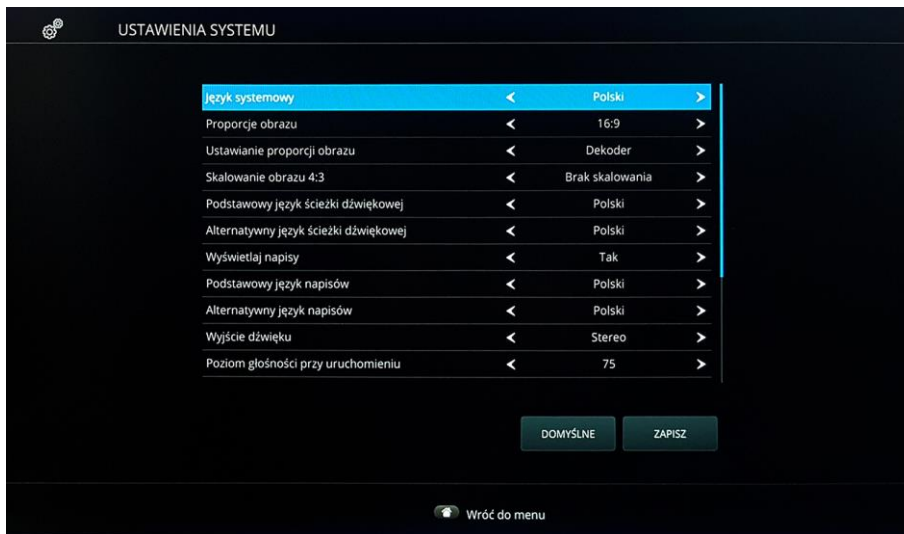 USTAWIENIA SYSTEMU
Język systemowy Polski
Proporcje obrazu 16:9
Ustawianie proporcji obrazu Dekoder
Skalowanie obrazu 4:3 Brak skalowania
Podstawowy język ścieżki dźwiękowej Polski
Alternatywny język ścieżki dźwiękowej Polski
Wyświetlaj napisy Tak
Podstawowy język napisów Polski
Alternatywny język napisów Polski
Wyjście dźwięku Stereo
Poziom głośności przy uruchomieniu 75
DOMYŚLNE ZAPISZ
Wróć do menu